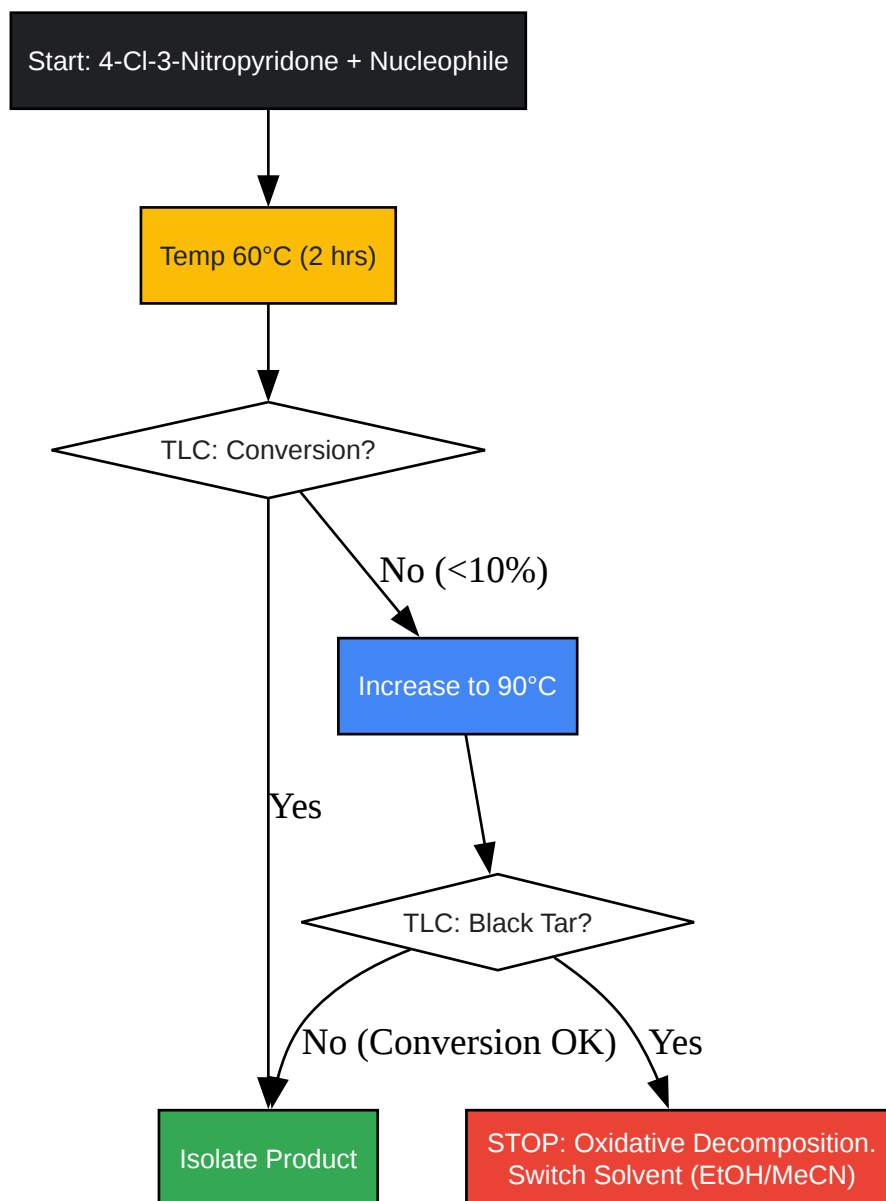 Start: 4-Cl-3-Nitropyridone + Nucleophile
Temp 60°C (2 hrs)
TLC: Conversion?
No (<10%)
Increase to 90°C
Yes
TLC: Black Tar?
No (Conversion OK)
Yes
Isolate Product
STOP: Oxidative Decomposition.
Switch Solvent (EtOH/MeCN)